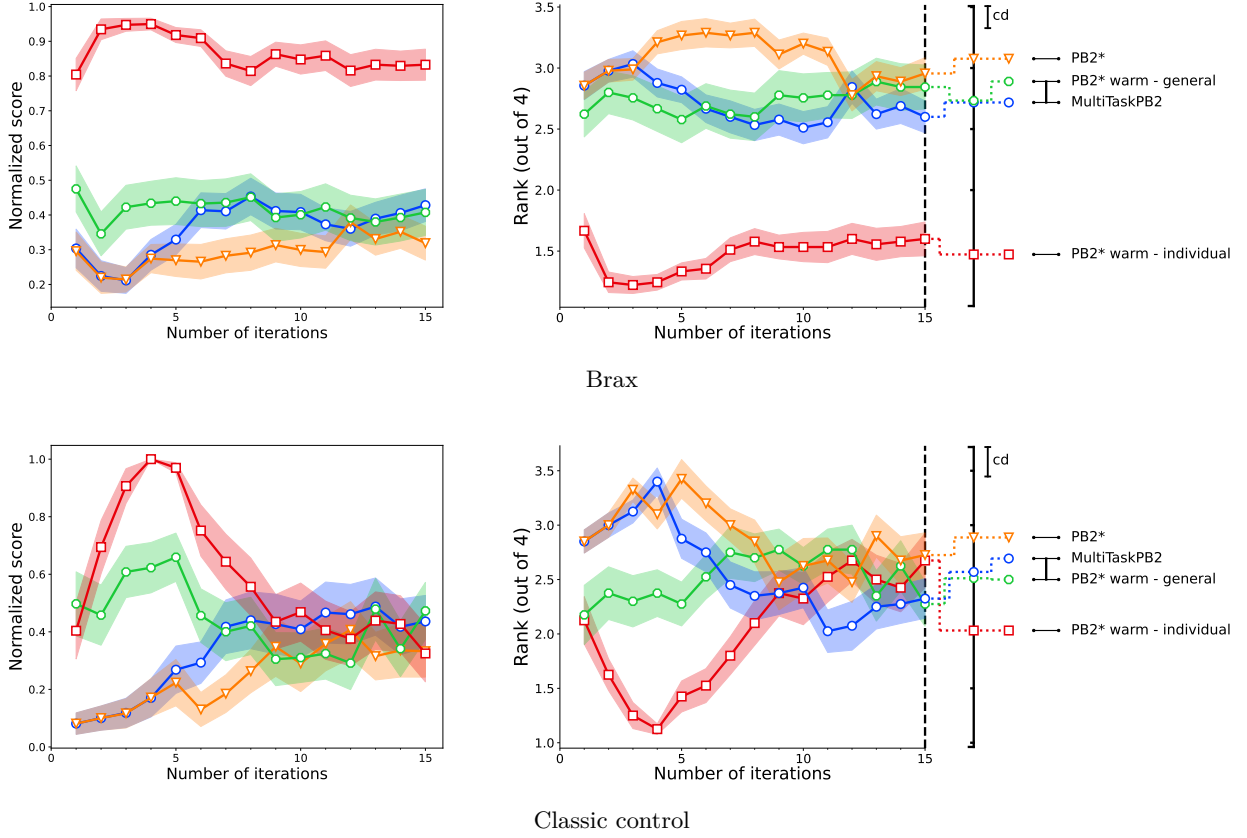 1.0
0.9
0.8
0.7
0.6
0.5
0.4
0.3
0.2
0
5
10
15
Normalized score
Number of iterations
3.5
3.0
2.5
2.0
1.5
0
5
10
15
Rank (out of 4)
Number of iterations
cd
PB2*
PB2* warm - general
MultiTaskPB2
PB2* warm - individual
Brax
1.0
0.8
0.6
0.4
0.2
0.0
0
5
10
15
Normalized score
Number of iterations
3.5
3.0
2.5
2.0
1.5
1.0
0
5
10
15
Rank (out of 4)
Number of iterations
cd
PB2*
MultiTaskPB2
PB2* warm - general
PB2* warm - individual
Classic control